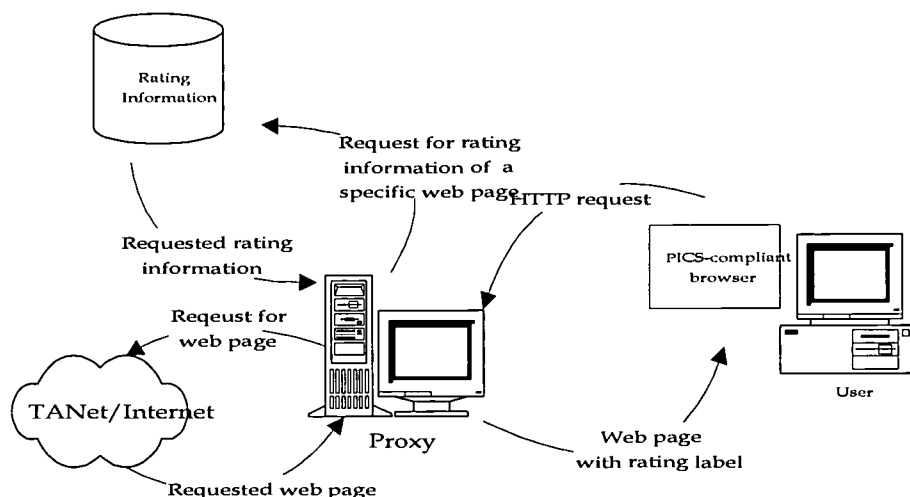 Rating
Information
Request for rating
information of a
specific web page
HTTP request
PICS-compliant
browser
Requested rating
information
Reqeust for
web page
TANet/Internet
Proxy
User
Web page
with rating label
Requested web page